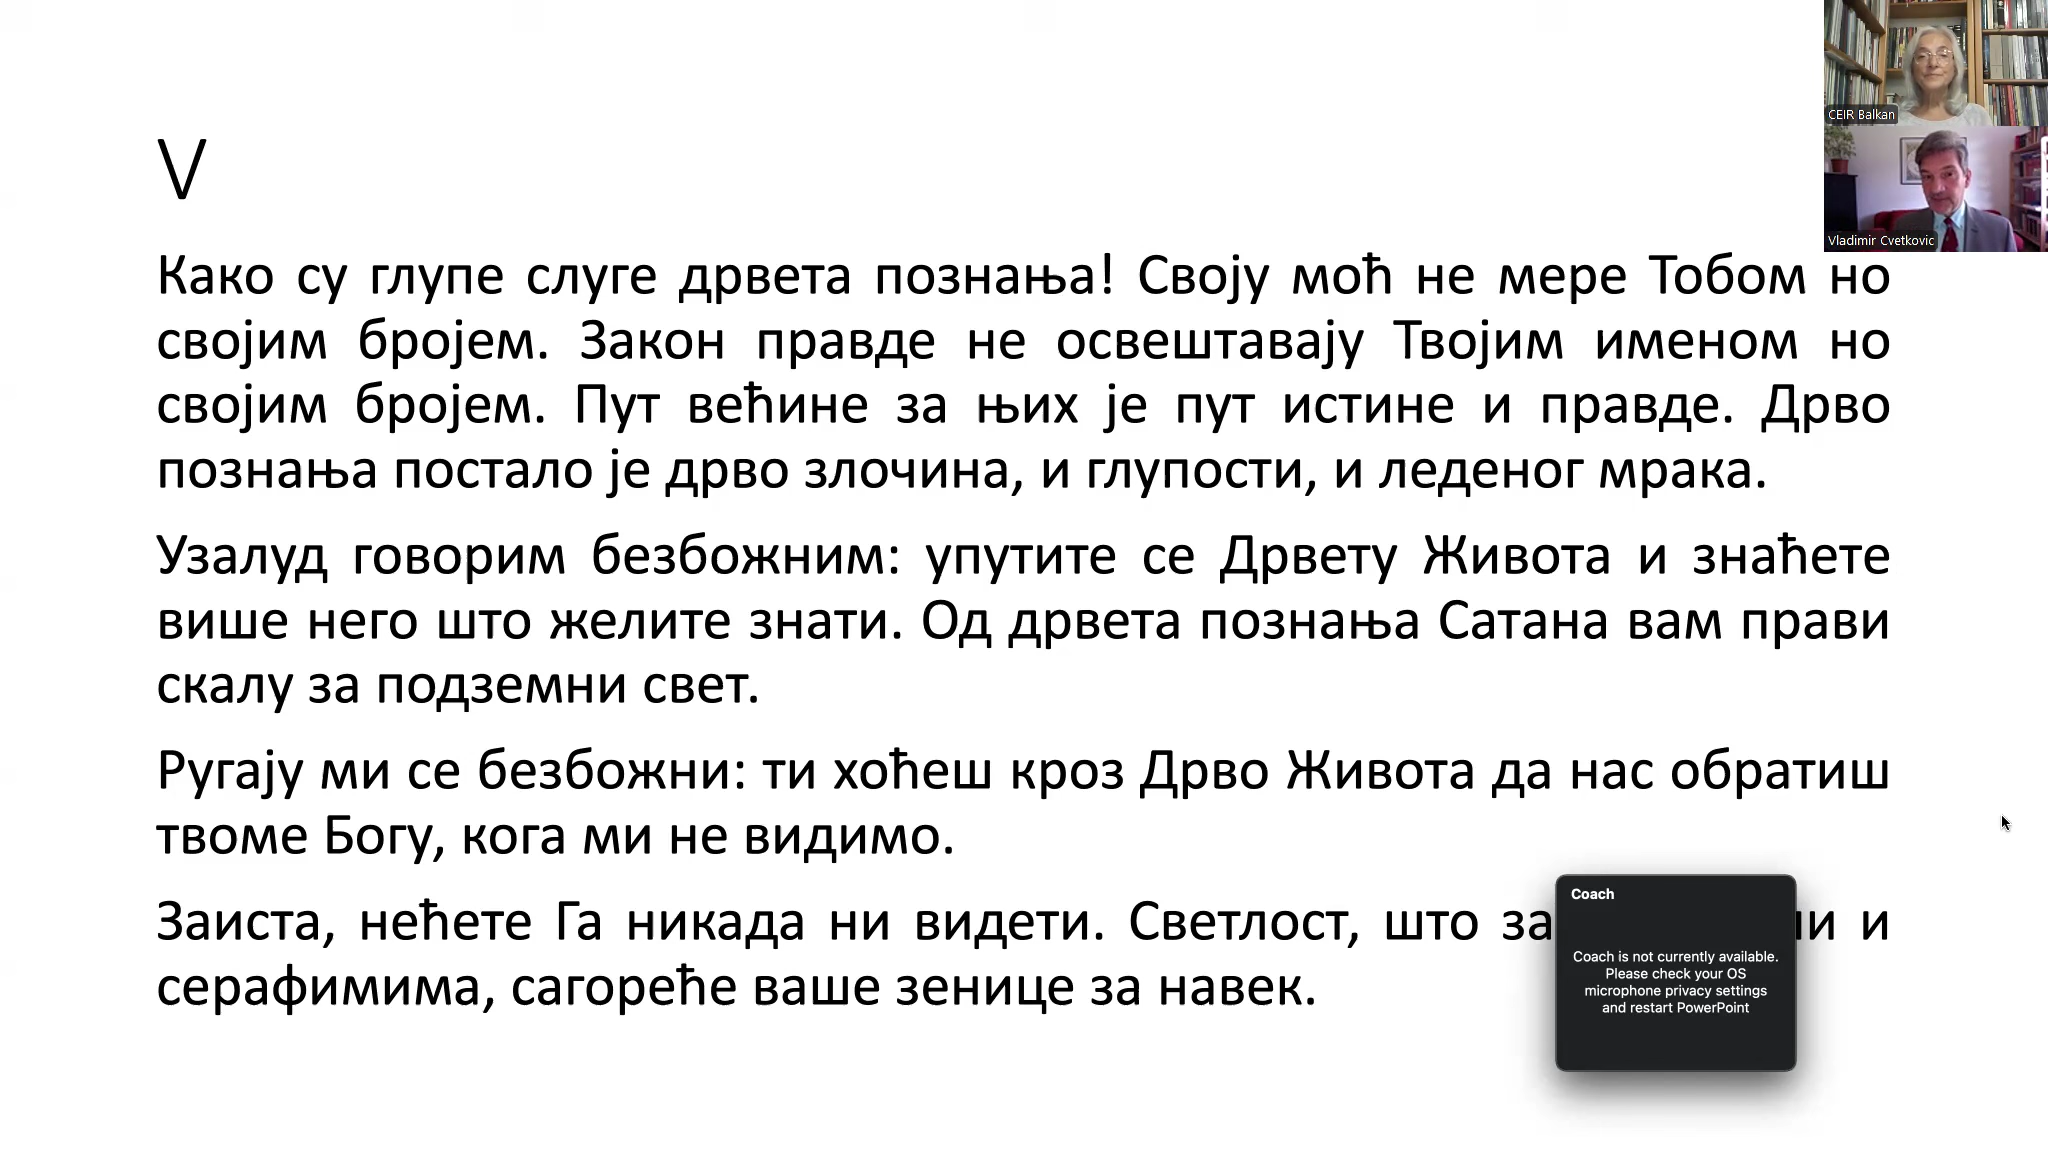 V
Како су глупе слуге дрвета познања! Своју моћ не мере Тобом но
својим бројем. Закон правде не освештавају Твојим именом но
својим бројем. Пут већине за њих је пут истине и правде. Дрво
познања постало је дрво злочина, и глупости, и леденог мрака.
Узалуд говорим безбожним: упутите се Дрвету Живота и знаћете
више него што желите знати. Од дрвета познања Сатана вам прави
скалу за подземни свет.
Ругају ми се безбожни: ти хоћеш кроз Дрво Живота да нас обратиш
твоме Богу, кога ми не видимо.
Заиста, нећете Га никада ни видети. Светлост, што и
серафимима, сагореће ваше зенице за навек.
CEIR Balkan
Vladimir Cvetkovic
Coach
Coach is not currently available.
Please check your OS
microphone privacy settings
and restart PowerPoint